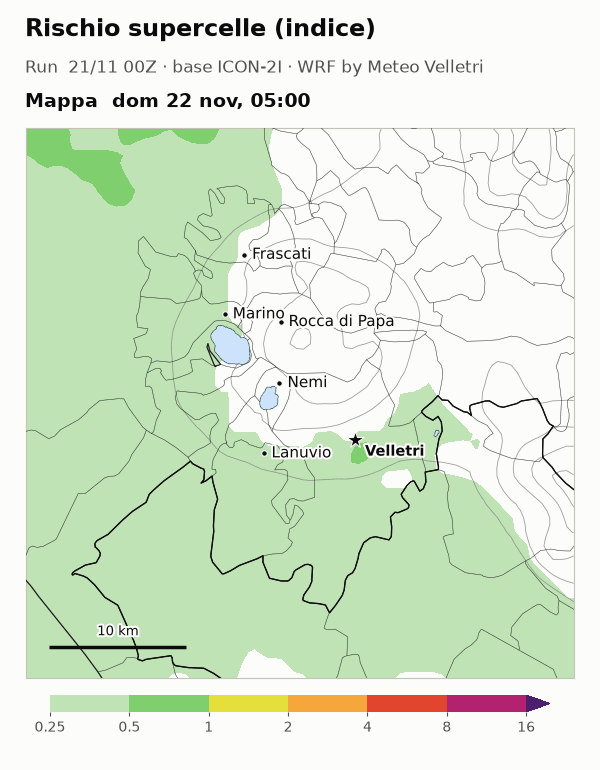 Rischio supercelle (indice)
Run  21/11 00Z · base ICON-2I · WRF by Meteo Velletri
Mappa  dom 22 nov, 05:00
Frascati
Marino
Rocca di Papa
Nemi
Velletri
Lanuvio
10 km
0.25 0.5 1 2 4 8 16